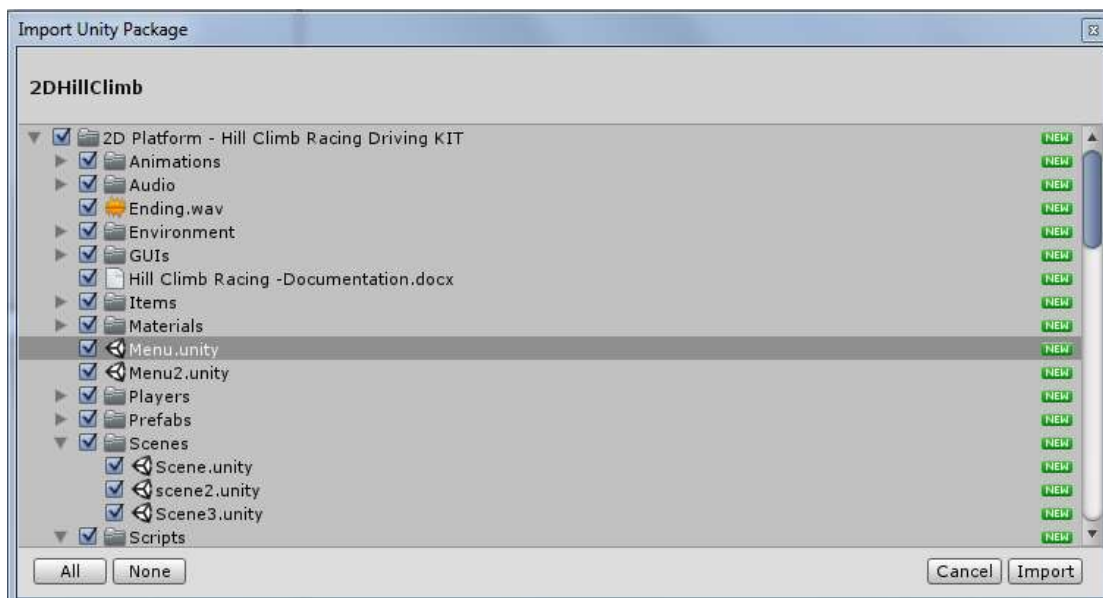 Import Unity Package
2DHillClimb
2D Platform - Hill Climb Racing Driving KIT NEW
Animations NEW
Audio NEW
Ending.wav NEW
Environment NEW
GUIs NEW
Hill Climb Racing -Documentation.docx NEW
Items NEW
Materials NEW
Menu.unity NEW
Menu2.unity NEW
Players NEW
Prefabs NEW
Scenes NEW
Scene.unity NEW
scene2.unity NEW
Scene3.unity NEW
Scripts NEW
All None Cancel Import